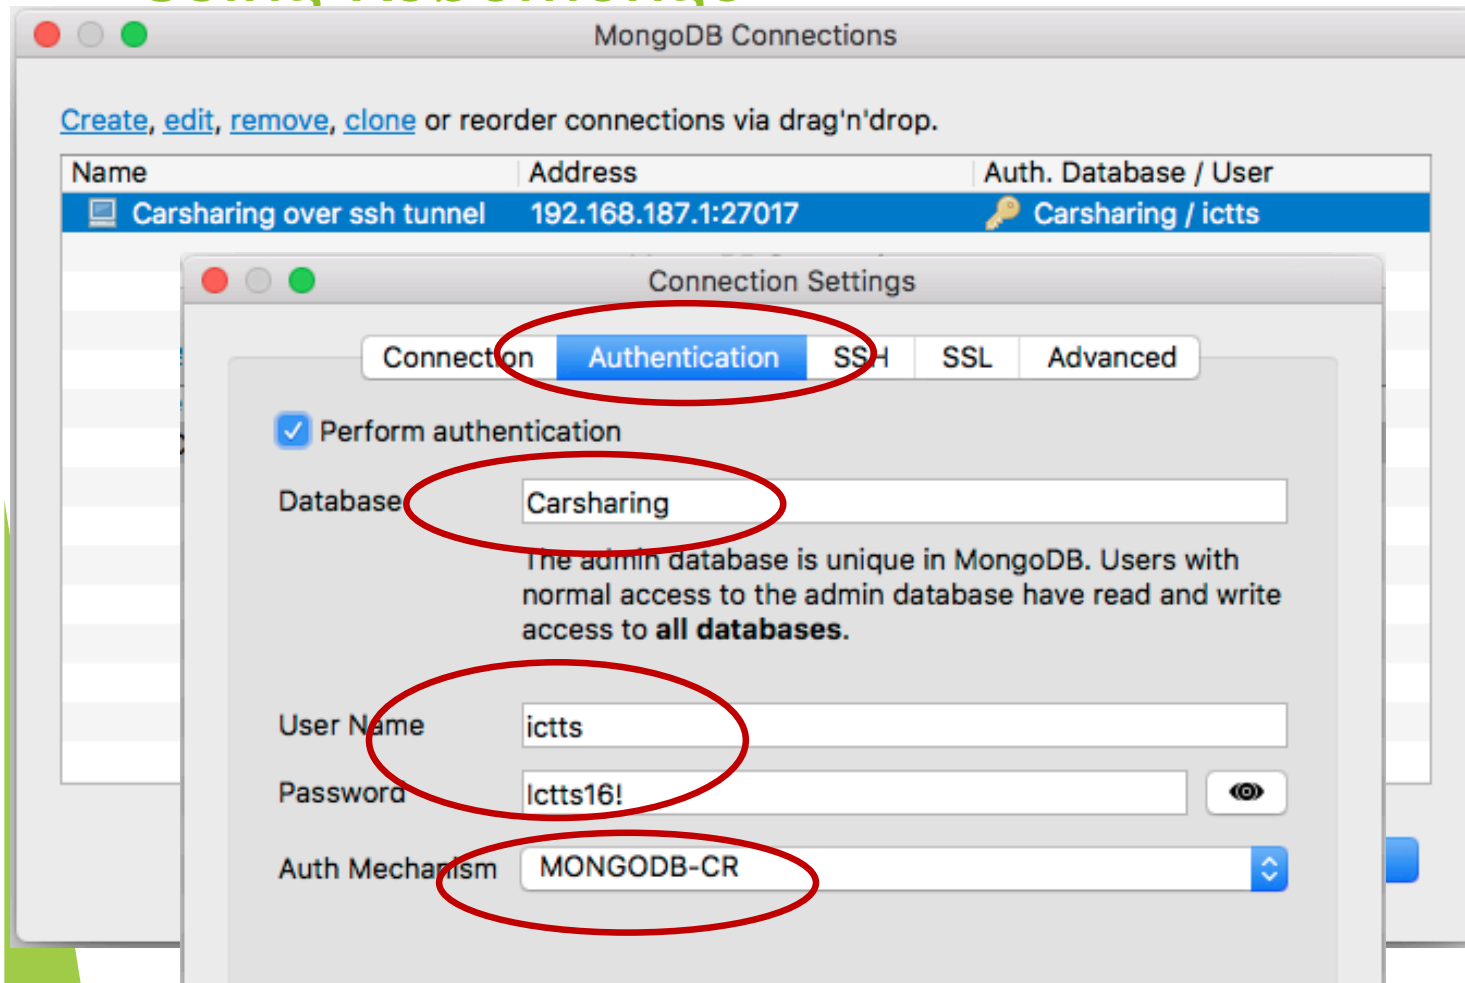 MongoDB Connections
Create, edit, remove, clone or reorder connections via drag'n'drop.
Name Address Auth. Database / User
Carsharing over ssh tunnel 192.168.187.1:27017 Carsharing / ictts
Connection Settings
Connection Authentication SSH SSL Advanced
Perform authentication
Database Carsharing
The admin database is unique in MongoDB. Users with
normal access to the admin database have read and write
access to all databases.
User Name ictts
Password Ictts16!
Auth Mechanism MONGODB-CR